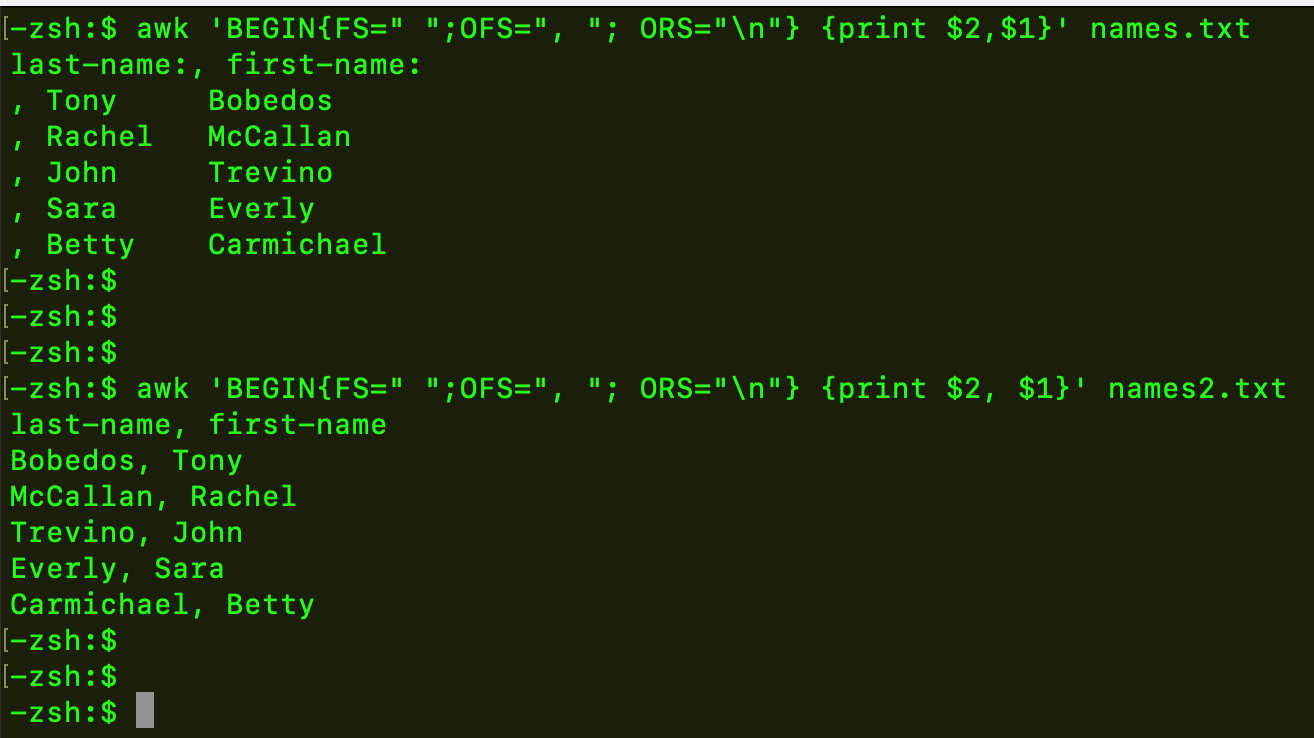 [-zsh:$ awk 'BEGIN{FS=" ";OFS=", "; ORS="\n"} {print $2,$1}' names.txt
last-name:, first-name:
, Tony     Bobedos
, Rachel   McCallan
, John     Trevino
, Sara     Everly
, Betty    Carmichael
[-zsh:$
[-zsh:$
[-zsh:$
[-zsh:$ awk 'BEGIN{FS=" ";OFS=", "; ORS="\n"} {print $2, $1}' names2.txt
last-name, first-name
Bobedos, Tony
McCallan, Rachel
Trevino, John
Everly, Sara
Carmichael, Betty
[-zsh:$
[-zsh:$
-zsh:$